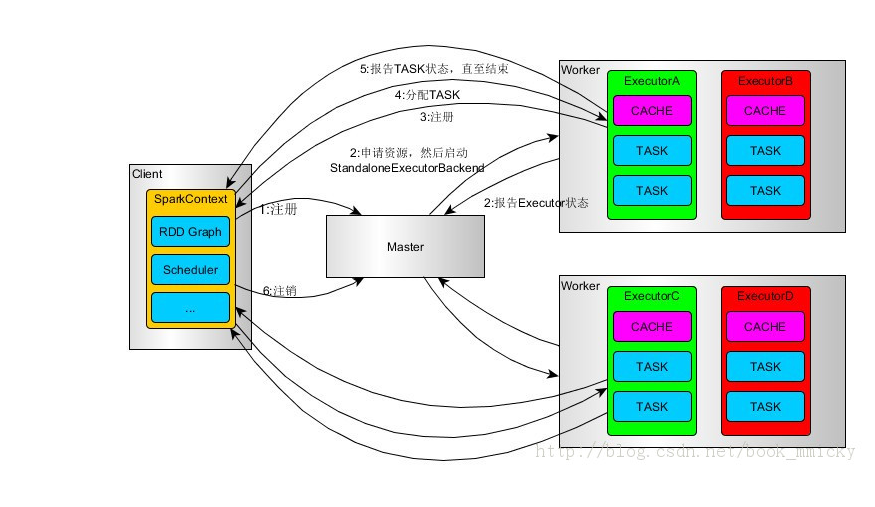 5:报告TASK状态，直至结束
4:分配TASK
3:注册
2:申请资源，然后启动
StandaloneExecutorBackend
2:报告Executor状态
Client
SparkContext
RDD Graph
Scheduler
...
1:注册
6:注销
Master
Worker
ExecutorA
CACHE
TASK
TASK
ExecutorB
CACHE
TASK
TASK
Worker
ExecutorC
CACHE
TASK
TASK
ExecutorD
CACHE
TASK
TASK
http://blog.csdn.net/book_mmicky